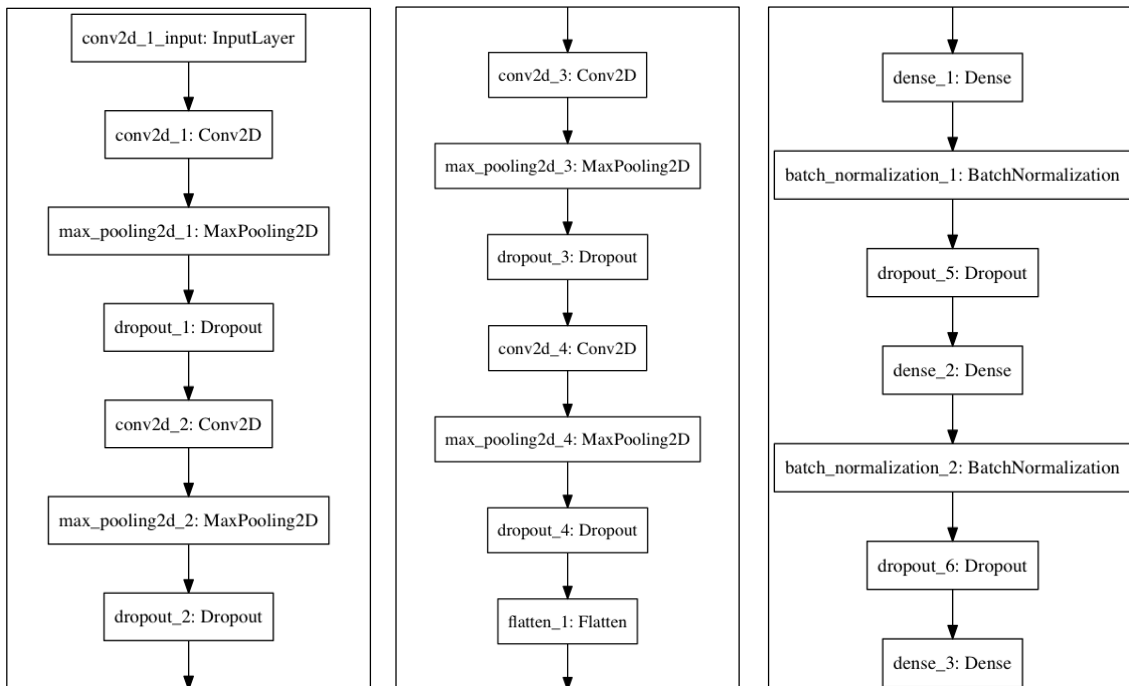 conv2d_1_input: InputLayer
conv2d_1: Conv2D
max_pooling2d_1: MaxPooling2D
dropout_1: Dropout
conv2d_2: Conv2D
max_pooling2d_2: MaxPooling2D
dropout_2: Dropout
conv2d_3: Conv2D
max_pooling2d_3: MaxPooling2D
dropout_3: Dropout
conv2d_4: Conv2D
max_pooling2d_4: MaxPooling2D
dropout_4: Dropout
flatten_1: Flatten
dense_1: Dense
batch_normalization_1: BatchNormalization
dropout_5: Dropout
dense_2: Dense
batch_normalization_2: BatchNormalization
dropout_6: Dropout
dense_3: Dense